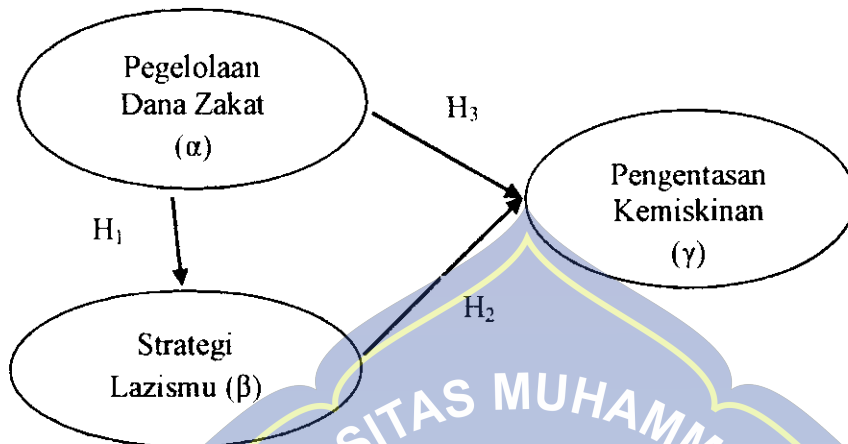 Pegelolaan
Dana Zakat
(α)
H₃
Pengentasan
Kemiskinan
(γ)
H₁
H₂
Strategi
Lazismu (β)
SITAS MUHAMM